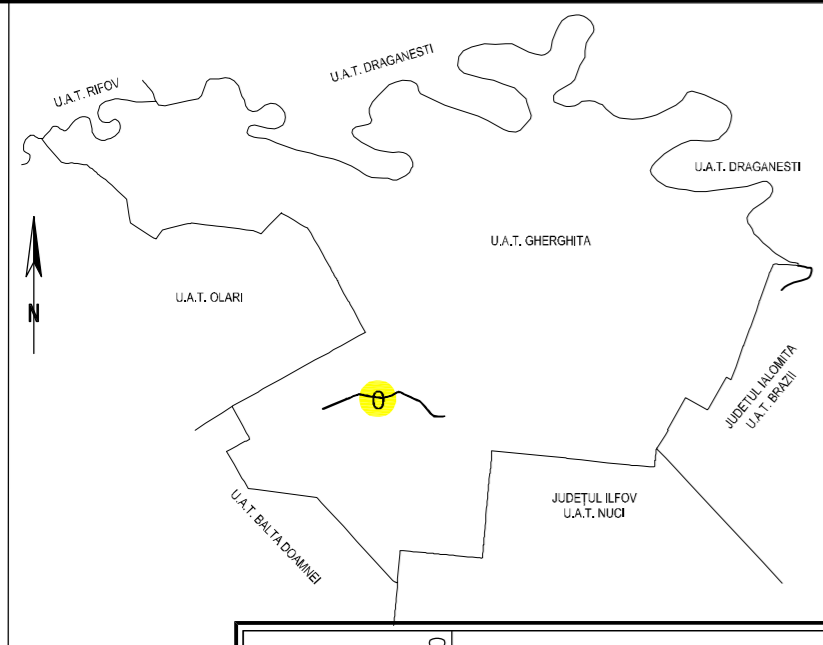 U.A.T. RIFOV
U.A.T. DRAGANESTI
U.A.T. DRAGANESTI
U.A.T. GHERGHITA
U.A.T. OLARI
N
0
JUDETUL IALOMITA
U.A.T. BRAZII
JUDEȚUL ILFOV
U.A.T. NUCI
U.A.T. BALTA DOAMNEI